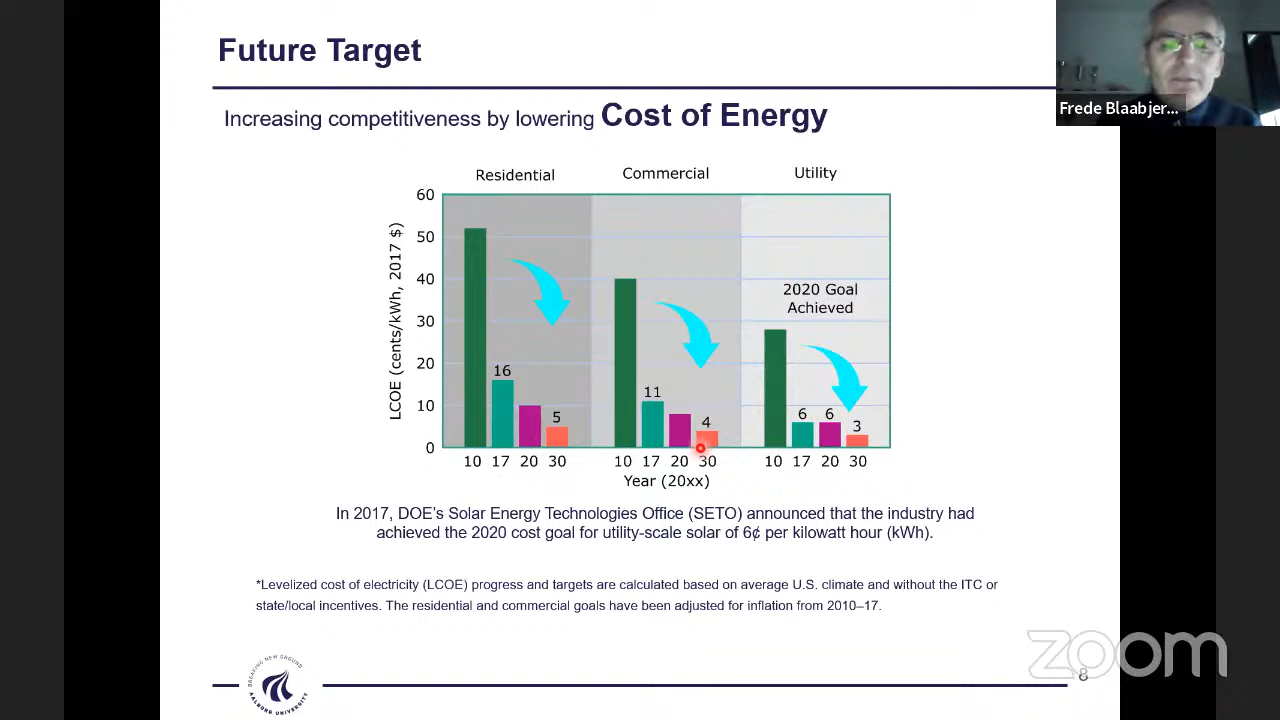 Future Target
Frede Blaabjer...
Increasing competitiveness by lowering Cost of Energy
Residential
Commercial
Utility
60
50
40
30
20
10
0
LCOE (cents/kWh, 2017 $)
2020 Goal
Achieved
16
5
11
4
6
6
3
10 17 20 30
10 17 20 30
10 17 20 30
Year (20xx)
In 2017, DOE's Solar Energy Technologies Office (SETO) announced that the industry had
achieved the 2020 cost goal for utility-scale solar of 6¢ per kilowatt hour (kWh).
*Levelized cost of electricity (LCOE) progress and targets are calculated based on average U.S. climate and without the ITC or
state/local incentives. The residential and commercial goals have been adjusted for inflation from 2010–17.
BREAKING NEW GROUND
AALBORG UNIVERSITY
zoom
8